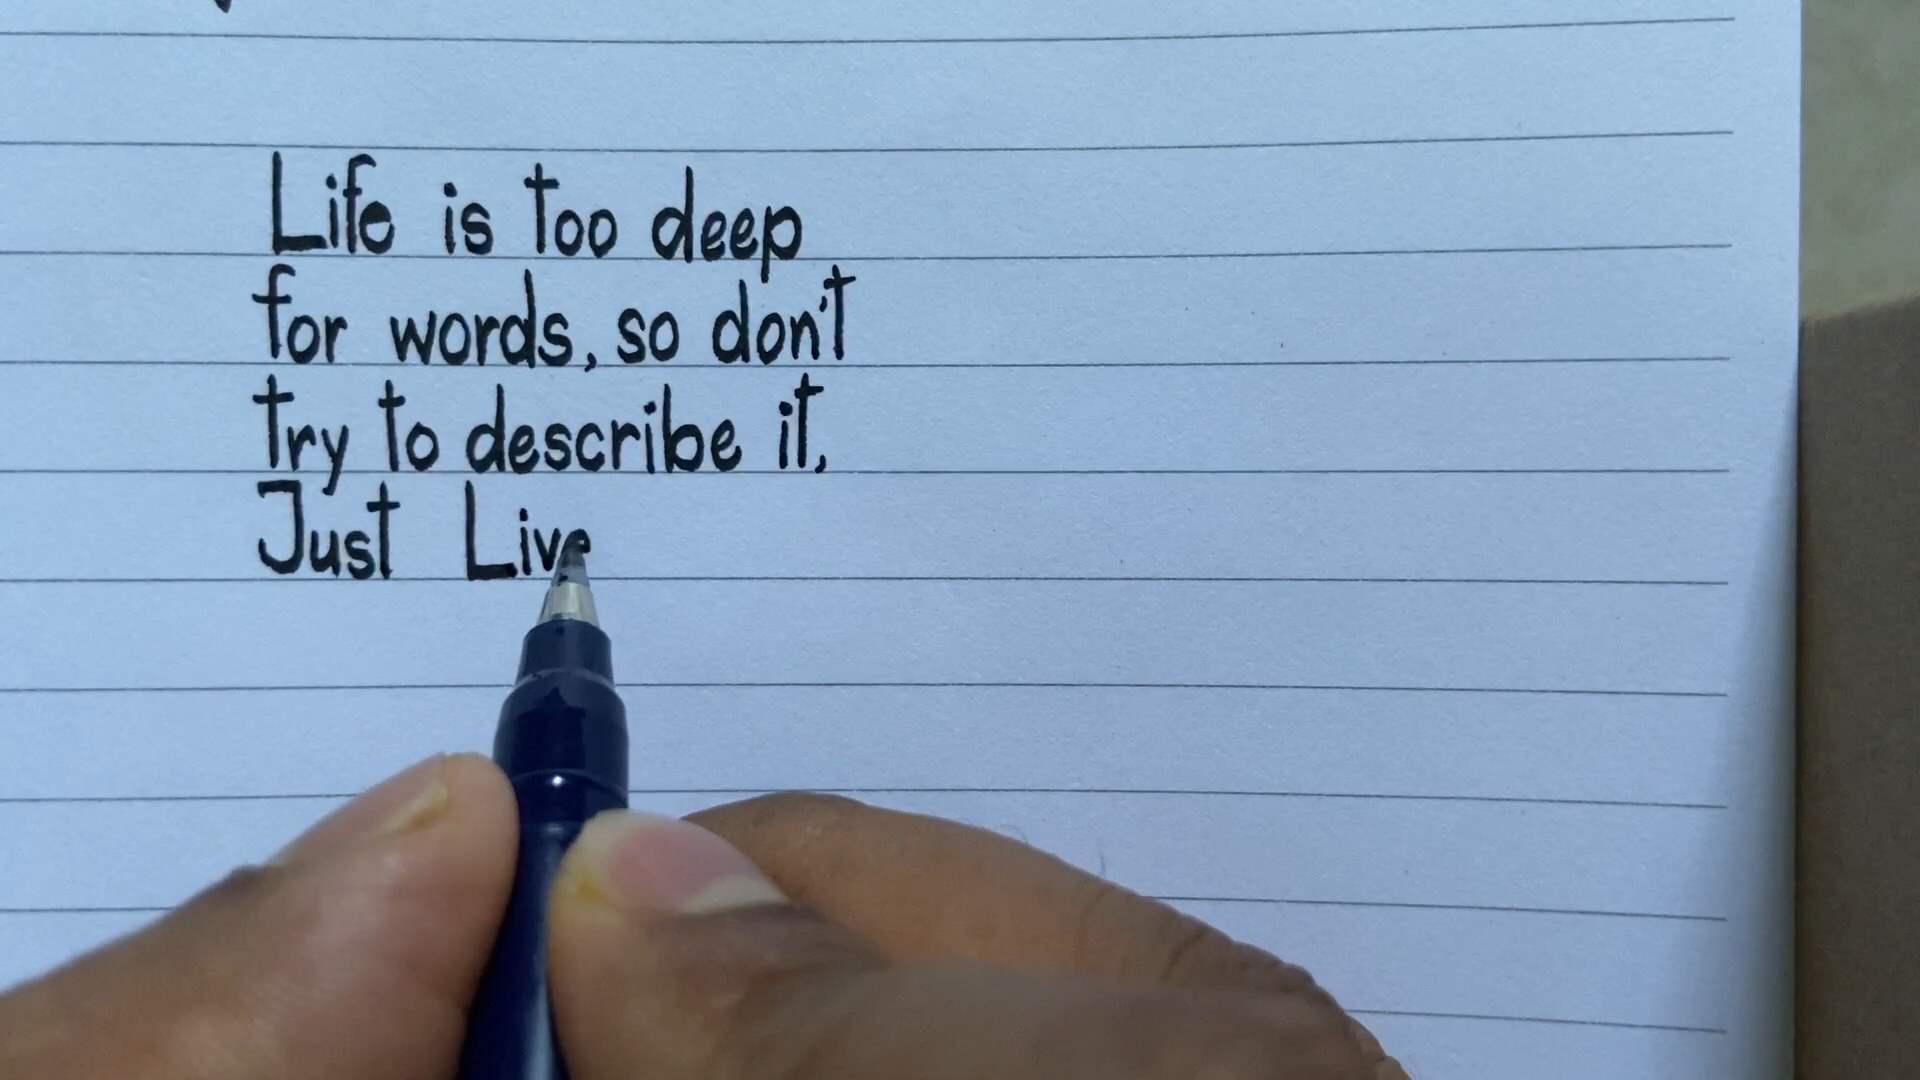 Life is too deep
for words, so don't
try to describe it,
Just Live